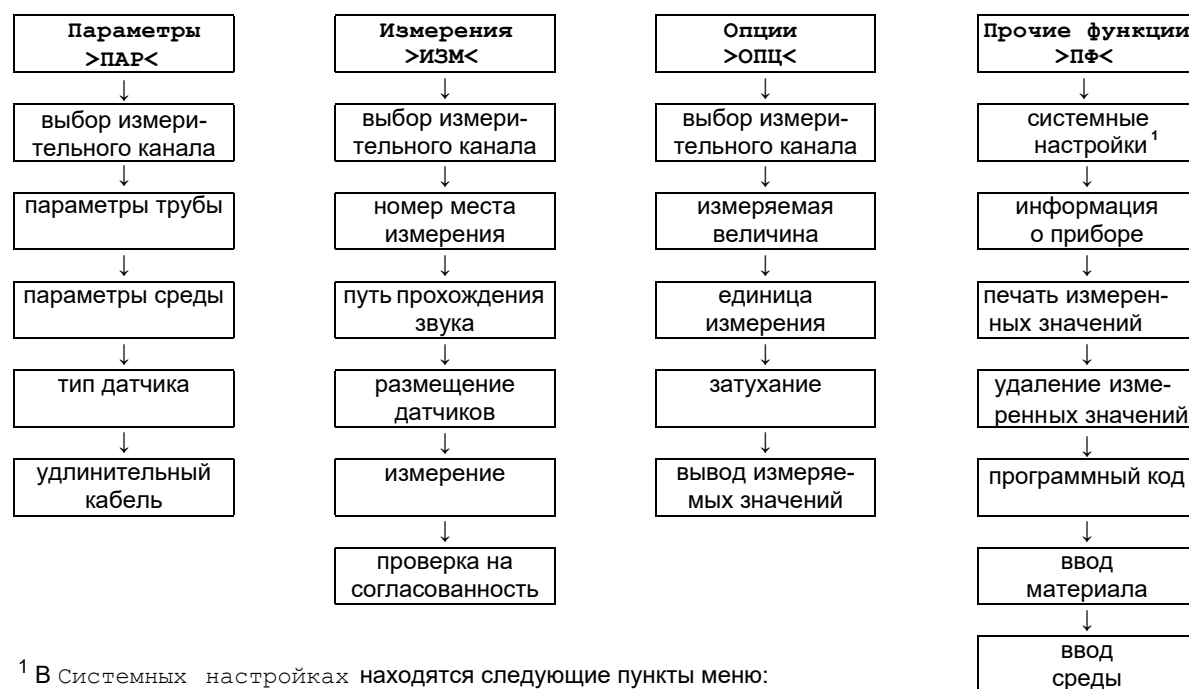 Параметры
>ПАР<
↓
выбор измери-
тельного канала
↓
параметры трубы
↓
параметры среды
↓
тип датчика
↓
удлинительный
кабель
Измерения
>ИЗМ<
↓
выбор измери-
тельного канала
↓
номер места
измерения
↓
путь прохождения
звука
↓
размещение
датчиков
↓
измерение
↓
проверка на
согласованность
Опции
>ОПЦ<
↓
выбор измери-
тельного канала
↓
измеряемая
величина
↓
единица
измерения
↓
затухание
↓
вывод измеряе-
мых значений
Прочие функции
>ПФ<
↓
системные
настройки¹
↓
информация
о приборе
↓
печать измерен-
ных значений
↓
удаление изме-
ренных значений
↓
программный код
↓
ввод
материала
↓
ввод
среды
¹ В Системных настройках находятся следующие пункты меню: